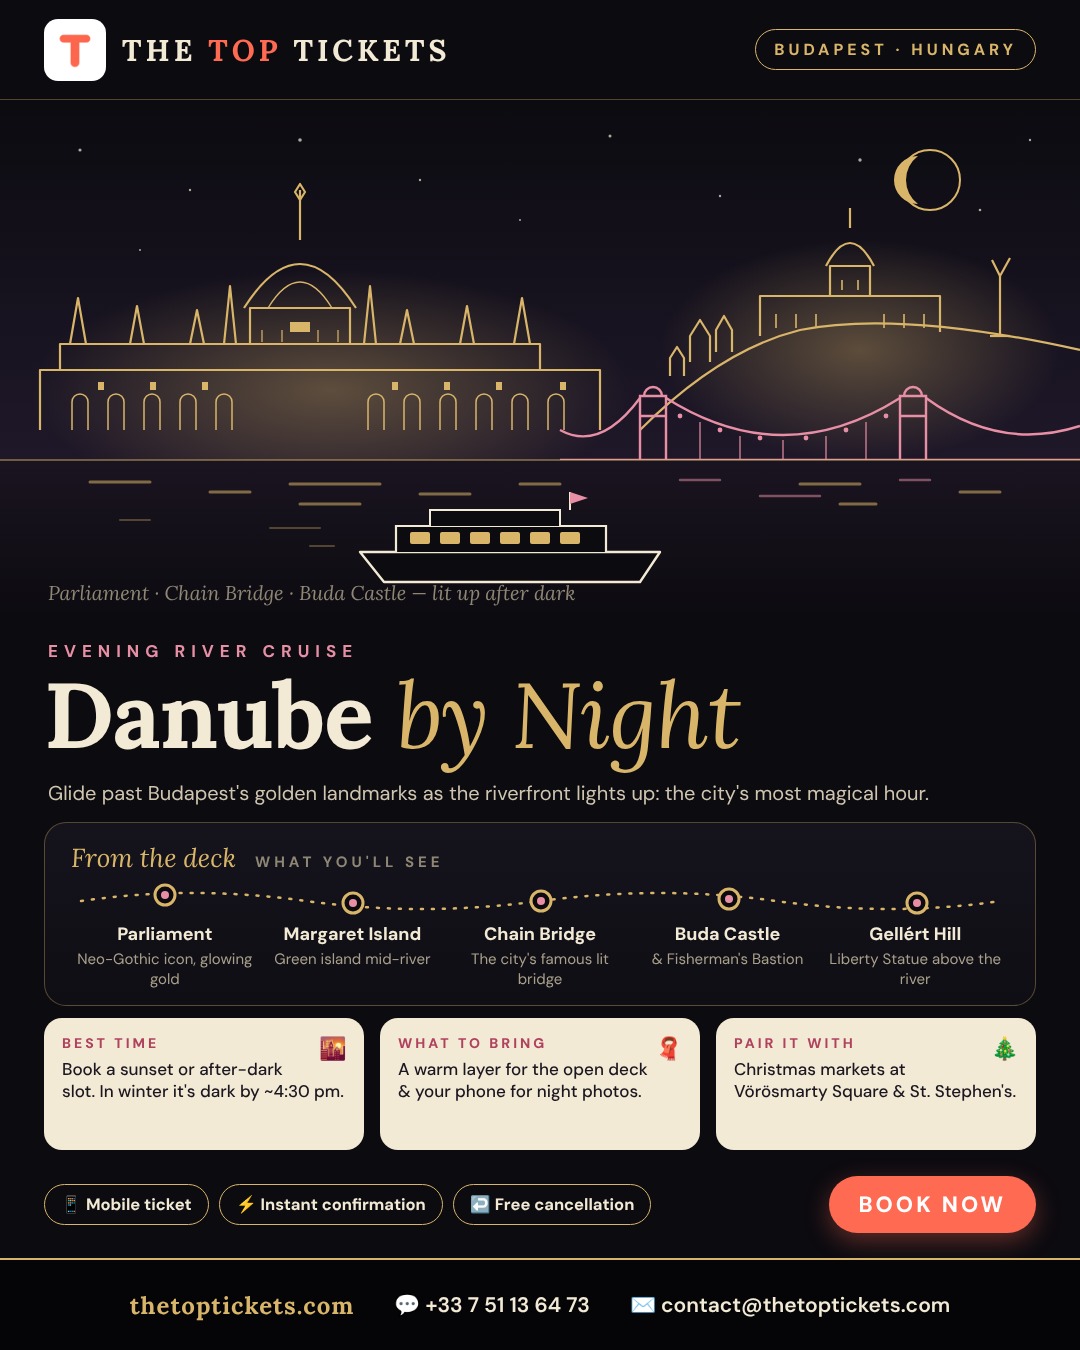 T
THE TOP TICKETS
BUDAPEST · HUNGARY
Parliament · Chain Bridge · Buda Castle — lit up after dark
EVENING RIVER CRUISE
Danube by Night
Glide past Budapest's golden landmarks as the riverfront lights up: the city's most magical hour.
From the deck WHAT YOU'LL SEE
Parliament
Neo-Gothic icon, glowing
gold
Margaret Island
Green island mid-river
Chain Bridge
The city's famous lit
bridge
Buda Castle
& Fisherman's Bastion
Gellért Hill
Liberty Statue above the
river
BEST TIME
Book a sunset or after-dark
slot. In winter it's dark by ~4:30 pm.
WHAT TO BRING
A warm layer for the open deck
& your phone for night photos.
PAIR IT WITH
Christmas markets at
Vörösmarty Square & St. Stephen's.
Mobile ticket
Instant confirmation
Free cancellation
BOOK NOW
thetoptickets.com
+33 7 51 13 64 73
contact@thetoptickets.com